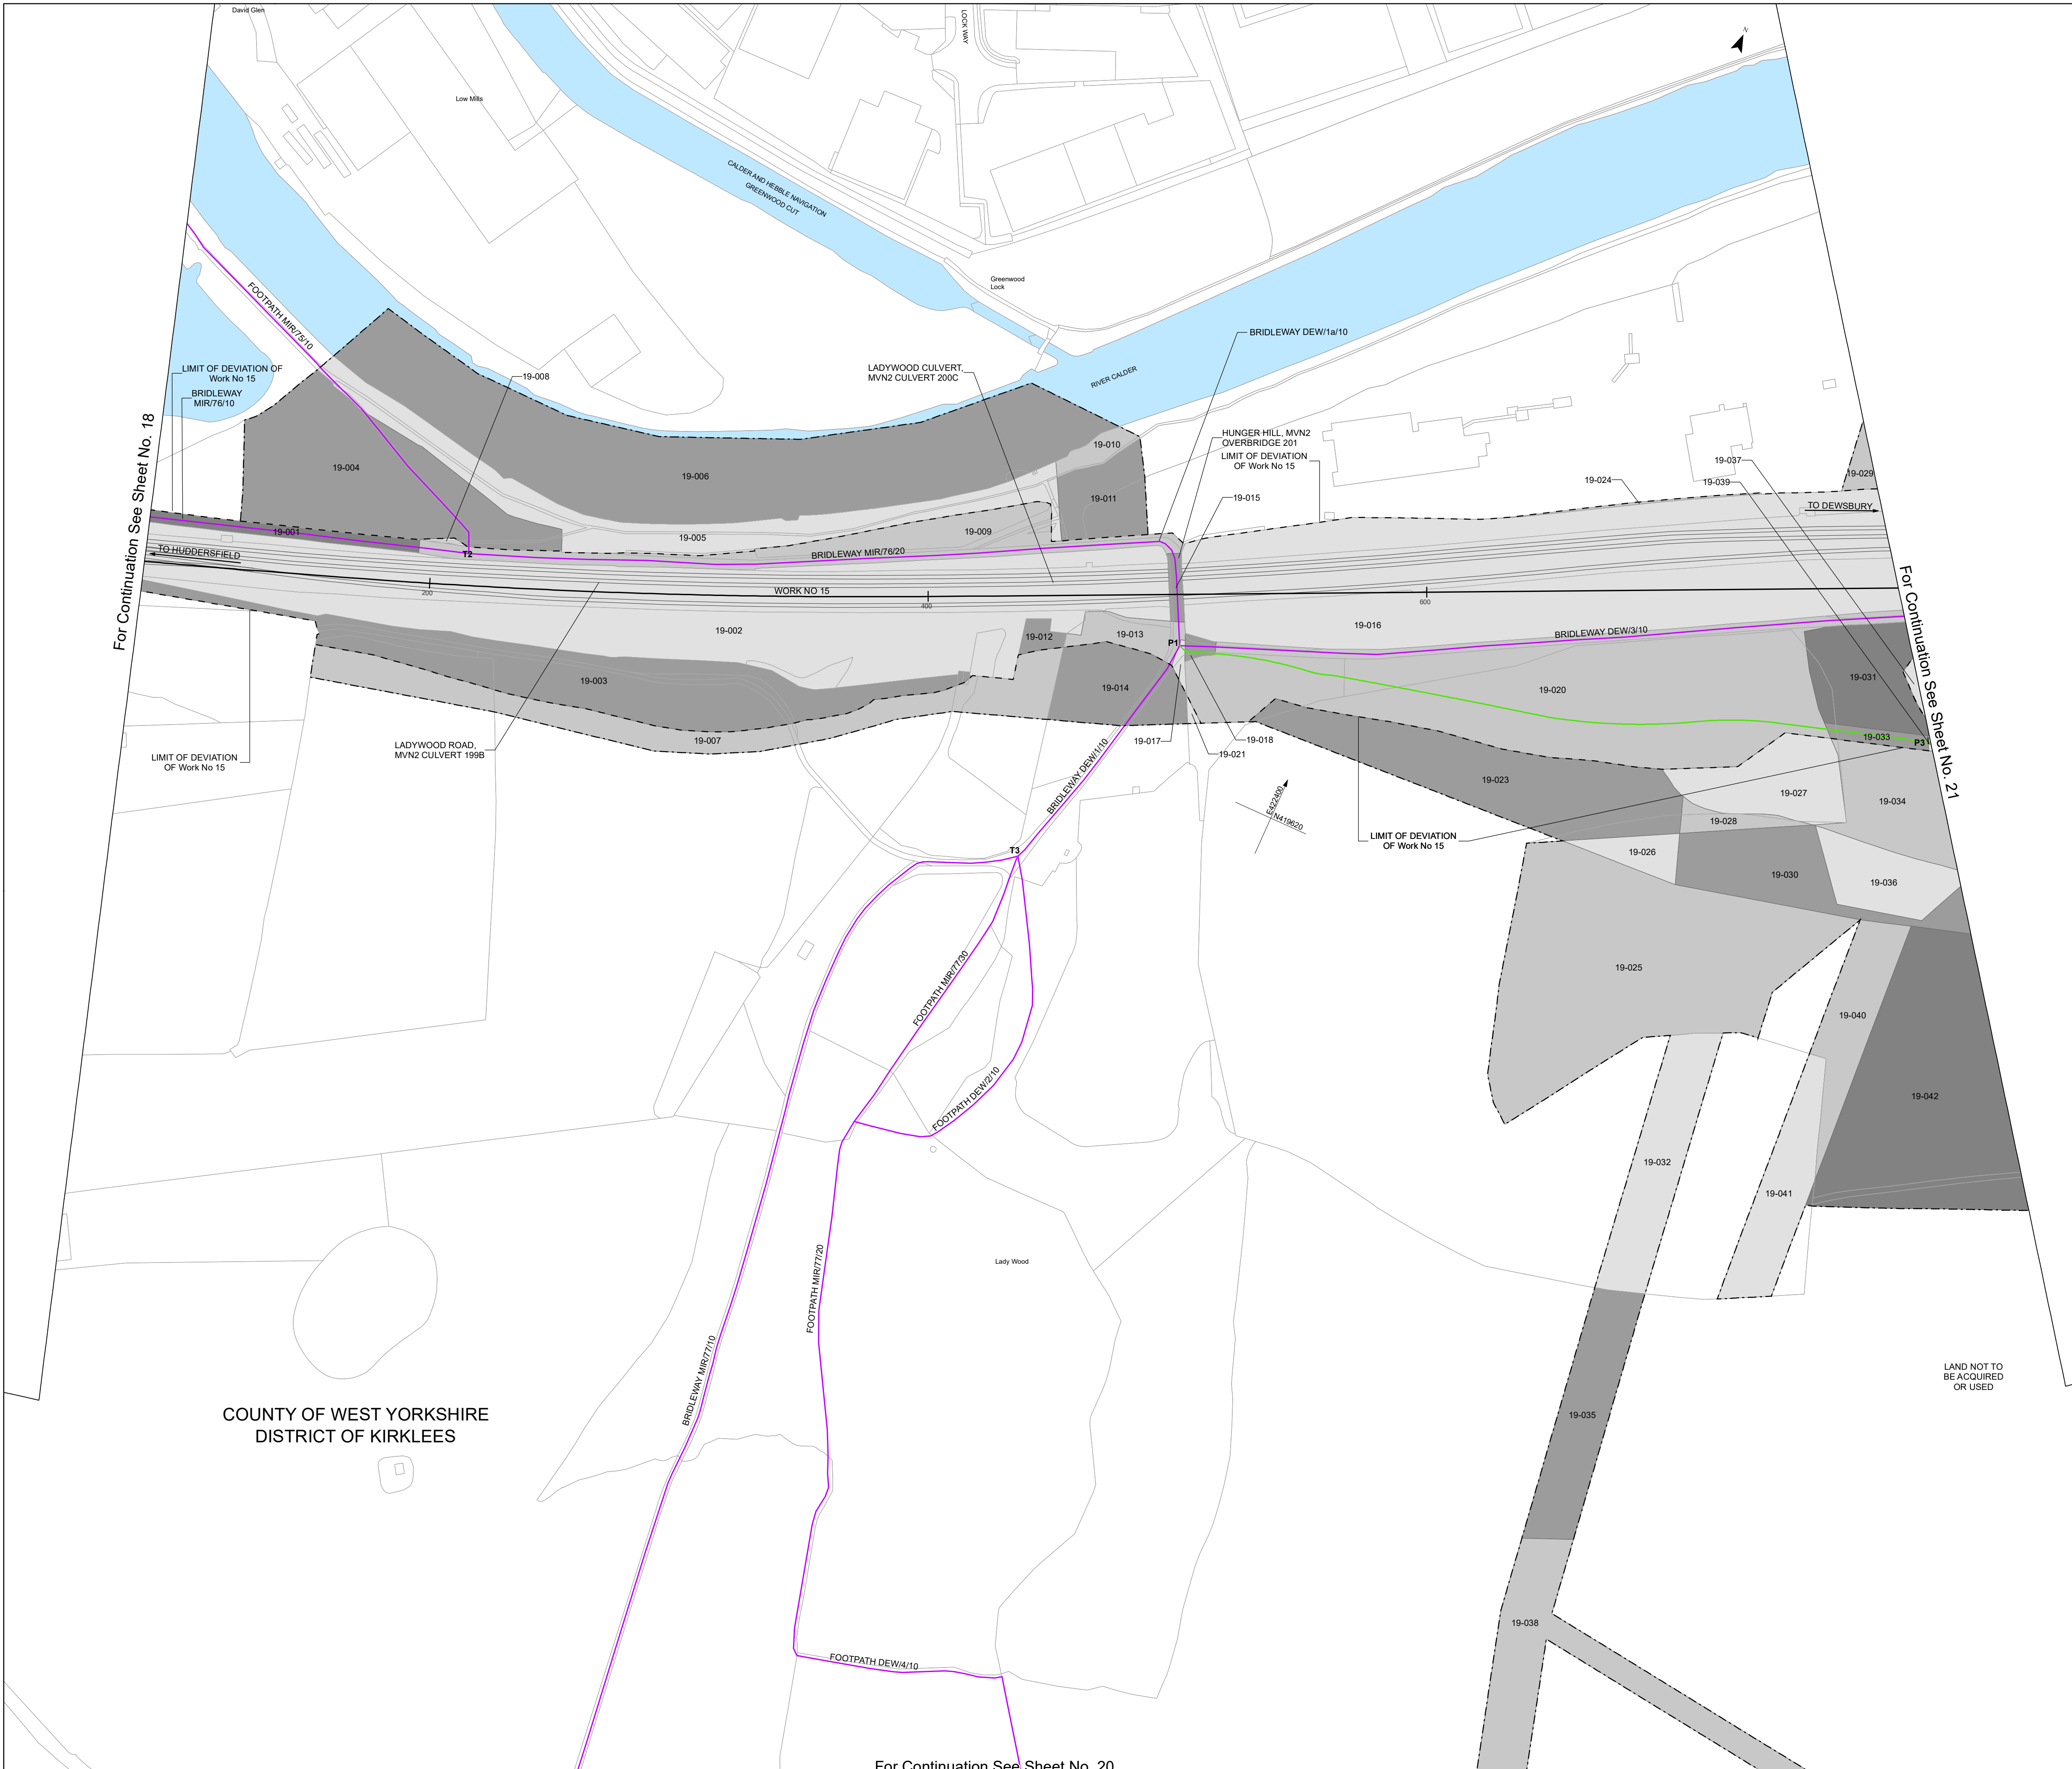 David Glen
LOCK WAY
N
Low Mills
CALDER AND HEBBLE NAVIGATION
GREENWOOD CUT
Greenwood
Lock
FOOTPATH MIR/75/10
BRIDLEWAY DEW/1a/10
LIMIT OF DEVIATION OF
Work No 15
BRIDLEWAY
MIR/76/10
19-008
LADYWOOD CULVERT,
MVN2 CULVERT 200C
RIVER CALDER
For Continuation See Sheet No. 18
19-004
19-006
19-010
HUNGER HILL, MVN2
OVERBRIDGE 201
LIMIT OF DEVIATION
OF Work No 15
19-037
19-039
19-029
19-024
19-011
19-015
TO DEWSBURY
19-001
19-005
19-009
TO HUDDERSFIELD
T2
BRIDLEWAY MIR/76/20
200
WORK NO 15
400
600
19-002
19-012
19-013
P1
19-016
BRIDLEWAY DEW/3/10
For Continuation See Sheet No. 21
19-003
19-014
19-020
19-031
19-007
19-017
19-018
19-021
19-033
P3
LIMIT OF DEVIATION
OF Work No 15
LADYWOOD ROAD,
MVN2 CULVERT 199B
BRIDLEWAY DEW/1/10
19-023
19-027
19-034
E422400
N419620
19-028
LIMIT OF DEVIATION
OF Work No 15
T3
19-026
19-030
19-036
FOOTPATH MIR/77/30
19-025
19-040
FOOTPATH DEW/2/10
19-042
19-032
19-041
FOOTPATH MIR/77/20
Lady Wood
BRIDLEWAY MIR/77/10
LAND NOT TO
BE ACQUIRED
OR USED
COUNTY OF WEST YORKSHIRE
DISTRICT OF KIRKLEES
19-035
19-038
FOOTPATH DEW/4/10
For Continuation See Sheet No. 20